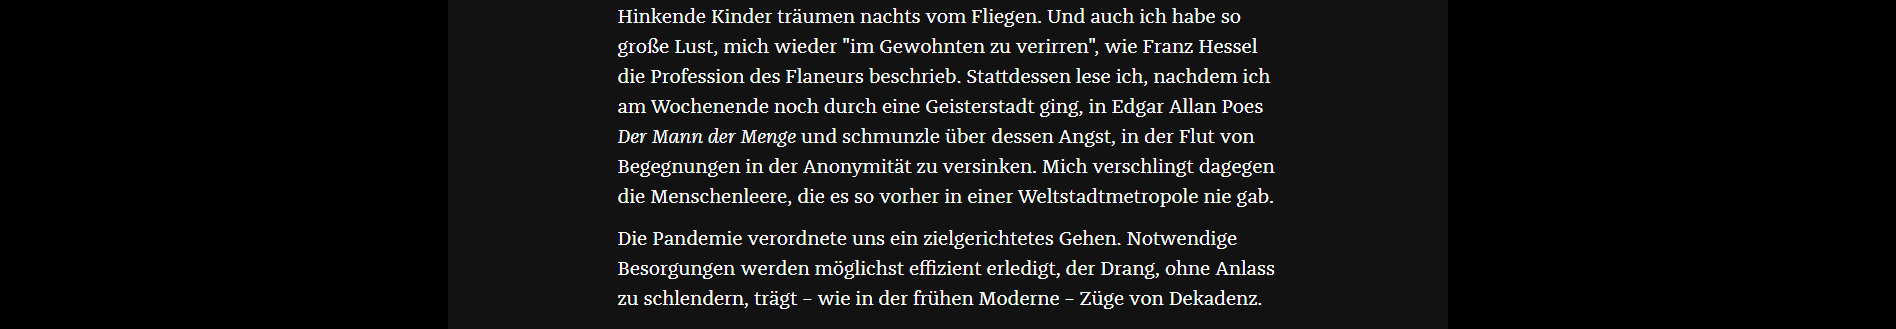 Hinkende Kinder träumen nachts vom Fliegen. Und auch ich habe so
große Lust, mich wieder "im Gewohnten zu verirren", wie Franz Hessel
die Profession des Flaneurs beschrieb. Stattdessen lese ich, nachdem ich
am Wochenende noch durch eine Geisterstadt ging, in Edgar Allan Poes
Der Mann der Menge und schmunzle über dessen Angst, in der Flut von
Begegnungen in der Anonymität zu versinken. Mich verschlingt dagegen
die Menschenleere, die es so vorher in einer Weltstadtmetropole nie gab.
Die Pandemie verordnete uns ein zielgerichtetes Gehen. Notwendige
Besorgungen werden möglichst effizient erledigt, der Drang, ohne Anlass
zu schlendern, trägt – wie in der frühen Moderne – Züge von Dekadenz.